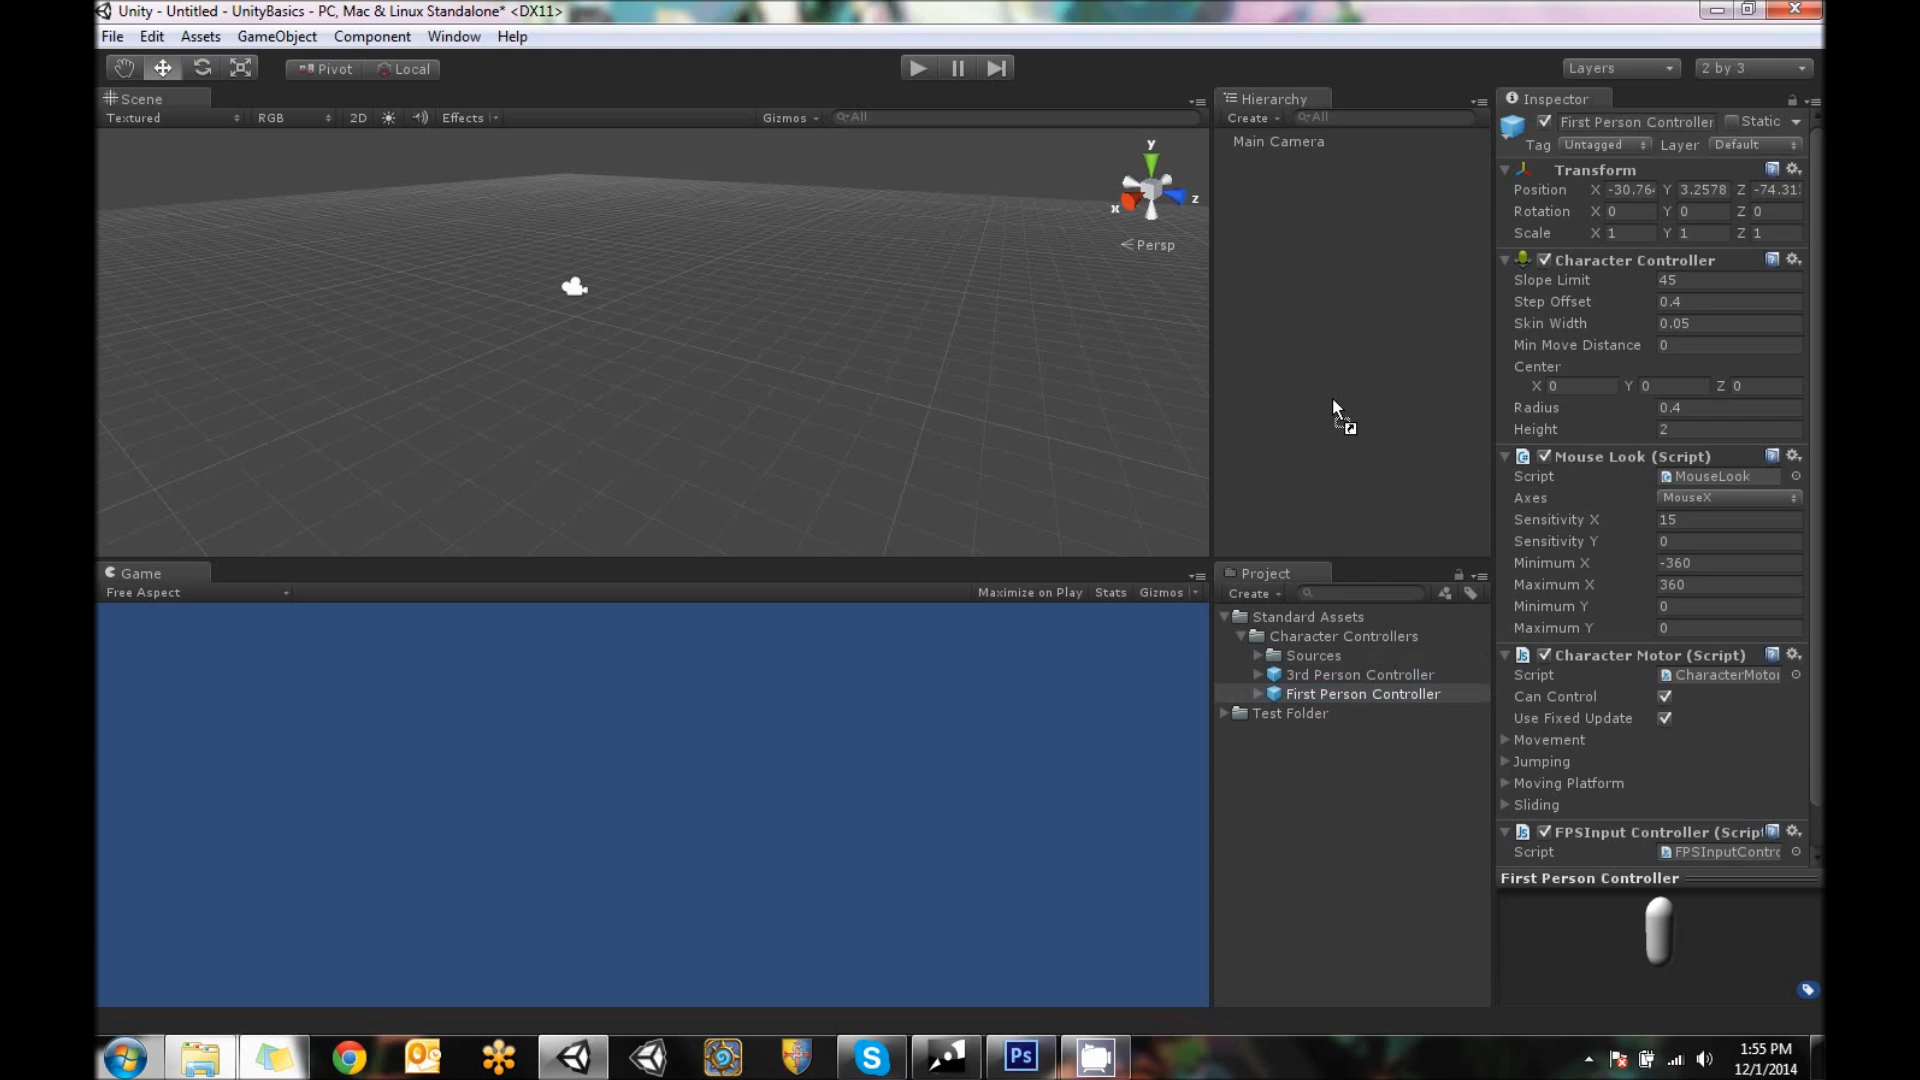 Unity - Untitled - UnityBasics - PC, Mac & Linux Standalone* <DX11>
File Edit Assets GameObject Component Window Help
Pivot Local Layers 2 by 3
Scene
Textured RGB 2D Effects Gizmos All
y
x
z
Persp
Hierarchy
Create All
Main Camera
Inspector
First Person Controller Static
Tag Untagged Layer Default
Transform
Position X -30.764 Y 3.2578 Z -74.31
Rotation X 0 Y 0 Z 0
Scale X 1 Y 1 Z 1
Character Controller
Slope Limit 45
Step Offset 0.4
Skin Width 0.05
Min Move Distance 0
Center
X 0 Y 0 Z 0
Radius 0.4
Height 2
Mouse Look (Script)
Script MouseLook
Axes MouseX
Sensitivity X 15
Sensitivity Y 0
Minimum X -360
Maximum X 360
Minimum Y 0
Maximum Y 0
Character Motor (Script)
Script CharacterMotor
Can Control
Use Fixed Update
Movement
Jumping
Moving Platform
Sliding
FPSInput Controller (Script
Script FPSInputContro
First Person Controller
Game
Free Aspect Maximize on Play Stats Gizmos
Project
Create
Standard Assets
Character Controllers
Sources
3rd Person Controller
First Person Controller
Test Folder
Ps
1:55 PM
12/1/2014